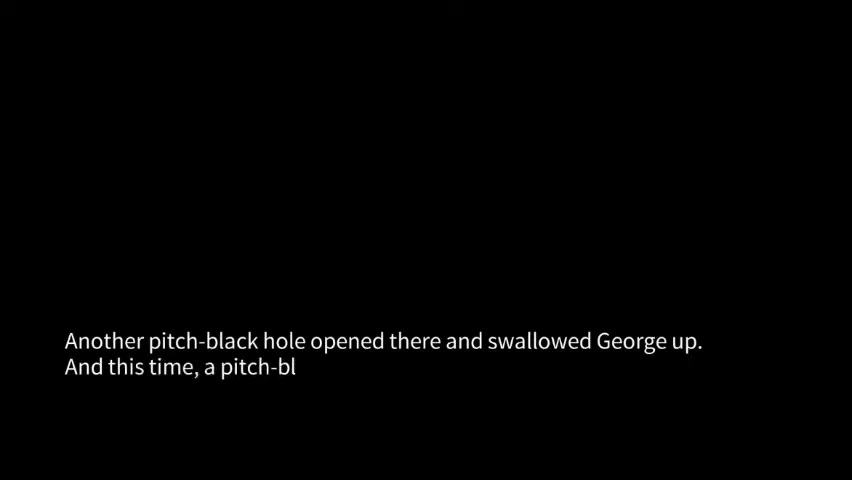 Another pitch-black hole opened there and swallowed George up.
And this time, a pitch-bl